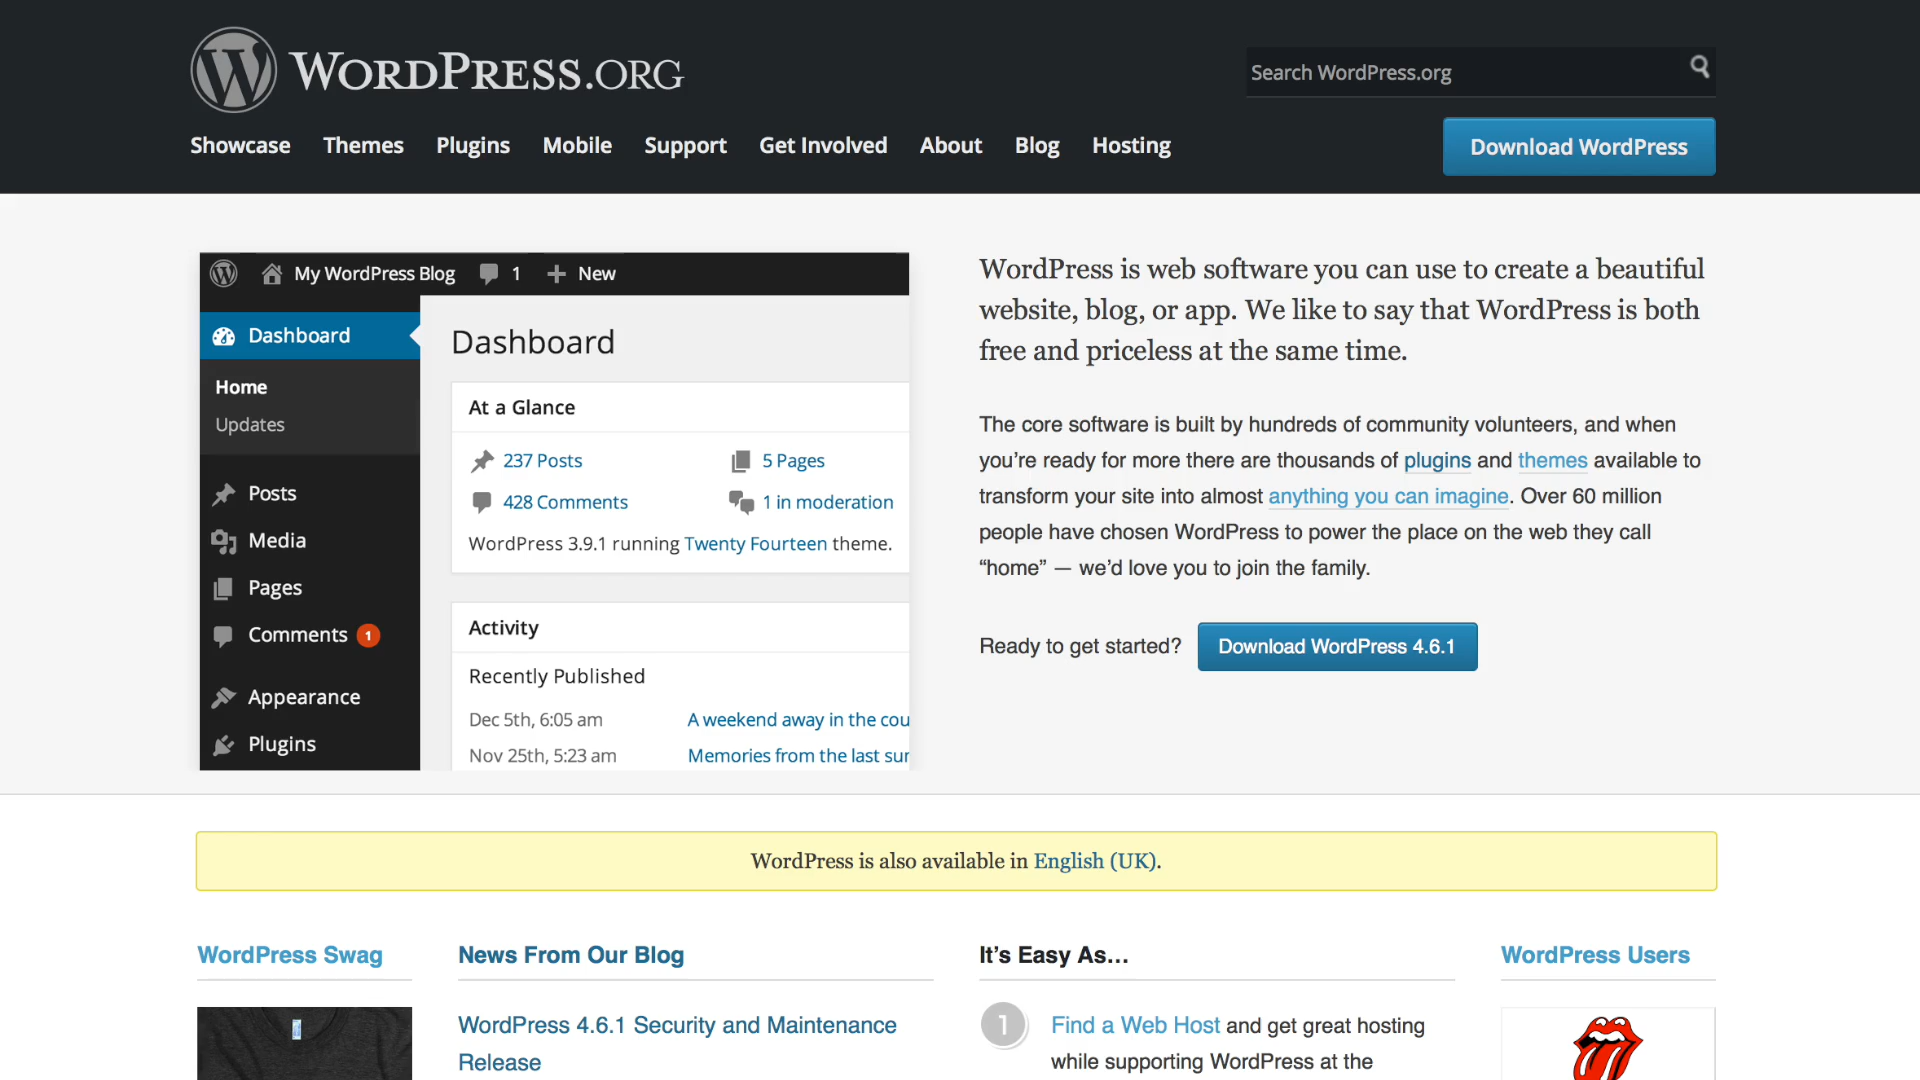 WORDPRESS.ORG
Search WordPress.org
Showcase Themes Plugins Mobile Support Get Involved About Blog Hosting
Download WordPress
My WordPress Blog 1 New
Dashboard
Home
Updates
Posts
Media
Pages
Comments 1
Appearance
Plugins
Dashboard
At a Glance
237 Posts 5 Pages
428 Comments 1 in moderation
WordPress 3.9.1 running Twenty Fourteen theme.
Activity
Recently Published
Dec 5th, 6:05 am A weekend away in the cou
Nov 25th, 5:23 am Memories from the last sur
WordPress is web software you can use to create a beautiful
website, blog, or app. We like to say that WordPress is both
free and priceless at the same time.
The core software is built by hundreds of community volunteers, and when
you’re ready for more there are thousands of plugins and themes available to
transform your site into almost anything you can imagine. Over 60 million
people have chosen WordPress to power the place on the web they call
“home” — we’d love you to join the family.
Ready to get started? Download WordPress 4.6.1
WordPress is also available in English (UK).
WordPress Swag
News From Our Blog
WordPress 4.6.1 Security and Maintenance
Release
It’s Easy As…
1 Find a Web Host and get great hosting
while supporting WordPress at the
WordPress Users